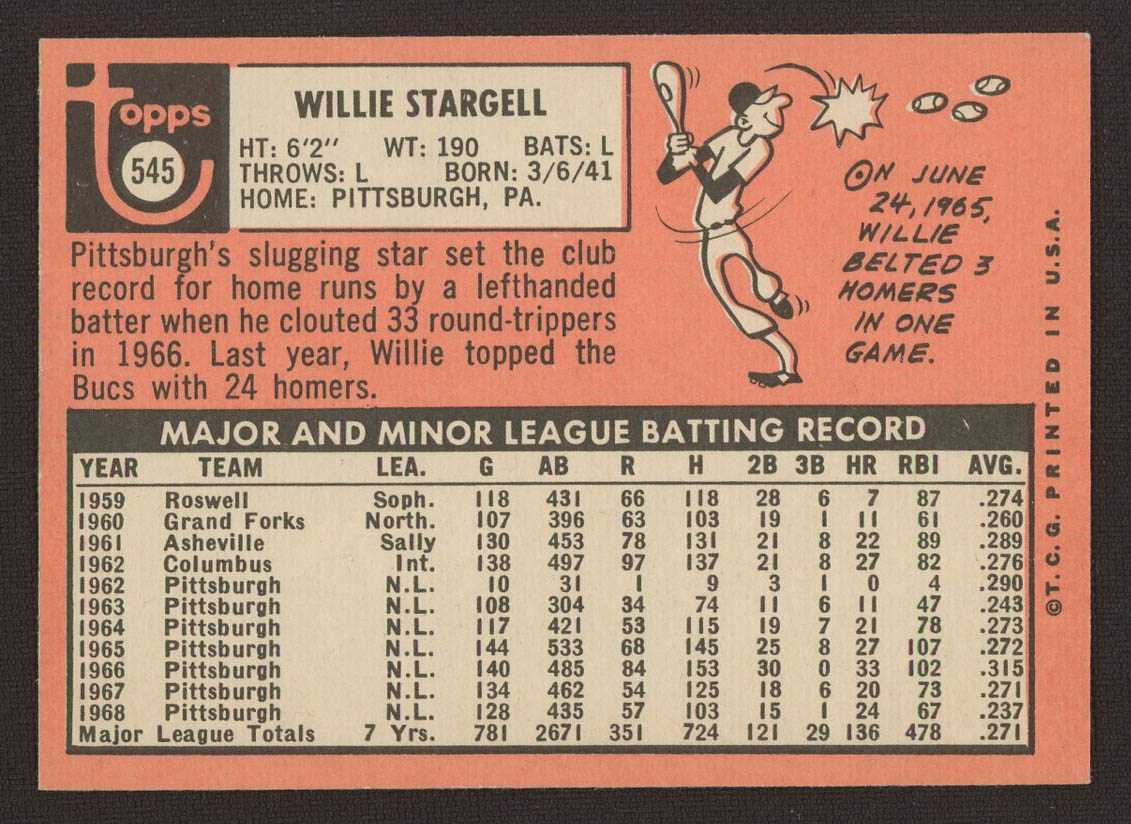 Topps
545
WILLIE STARGELL
HT: 6'2" WT: 190 BATS: L
THROWS: L BORN: 3/6/41
HOME: PITTSBURGH, PA.
Pittsburgh's slugging star set the club
record for home runs by a lefthanded
batter when he clouted 33 round-trippers
in 1966. Last year, Willie topped the
Bucs with 24 homers.
ON JUNE
24, 1965,
WILLIE
BELTED 3
HOMERS
IN ONE
GAME.
MAJOR AND MINOR LEAGUE BATTING RECORD
YEAR TEAM LEA. G AB R H 2B 3B HR RBI AVG.
1959 Roswell Soph. 118 431 66 118 28 6 7 87 .274
1960 Grand Forks North. 107 396 63 103 19 1 11 61 .260
1961 Asheville Sally 130 453 78 131 21 8 22 89 .289
1962 Columbus Int. 138 497 97 137 21 8 27 82 .276
1962 Pittsburgh N.L. 10 31 1 9 3 1 0 4 .290
1963 Pittsburgh N.L. 108 304 34 74 11 6 11 47 .243
1964 Pittsburgh N.L. 117 421 53 115 19 7 21 78 .273
1965 Pittsburgh N.L. 144 533 68 145 25 8 27 107 .272
1966 Pittsburgh N.L. 140 485 84 153 30 0 33 102 .315
1967 Pittsburgh N.L. 134 462 54 125 18 6 20 73 .271
1968 Pittsburgh N.L. 128 435 57 103 15 1 24 67 .237
Major League Totals 7 Yrs. 781 2671 351 724 121 29 136 478 .271
©T.C.G. PRINTED IN U.S.A.